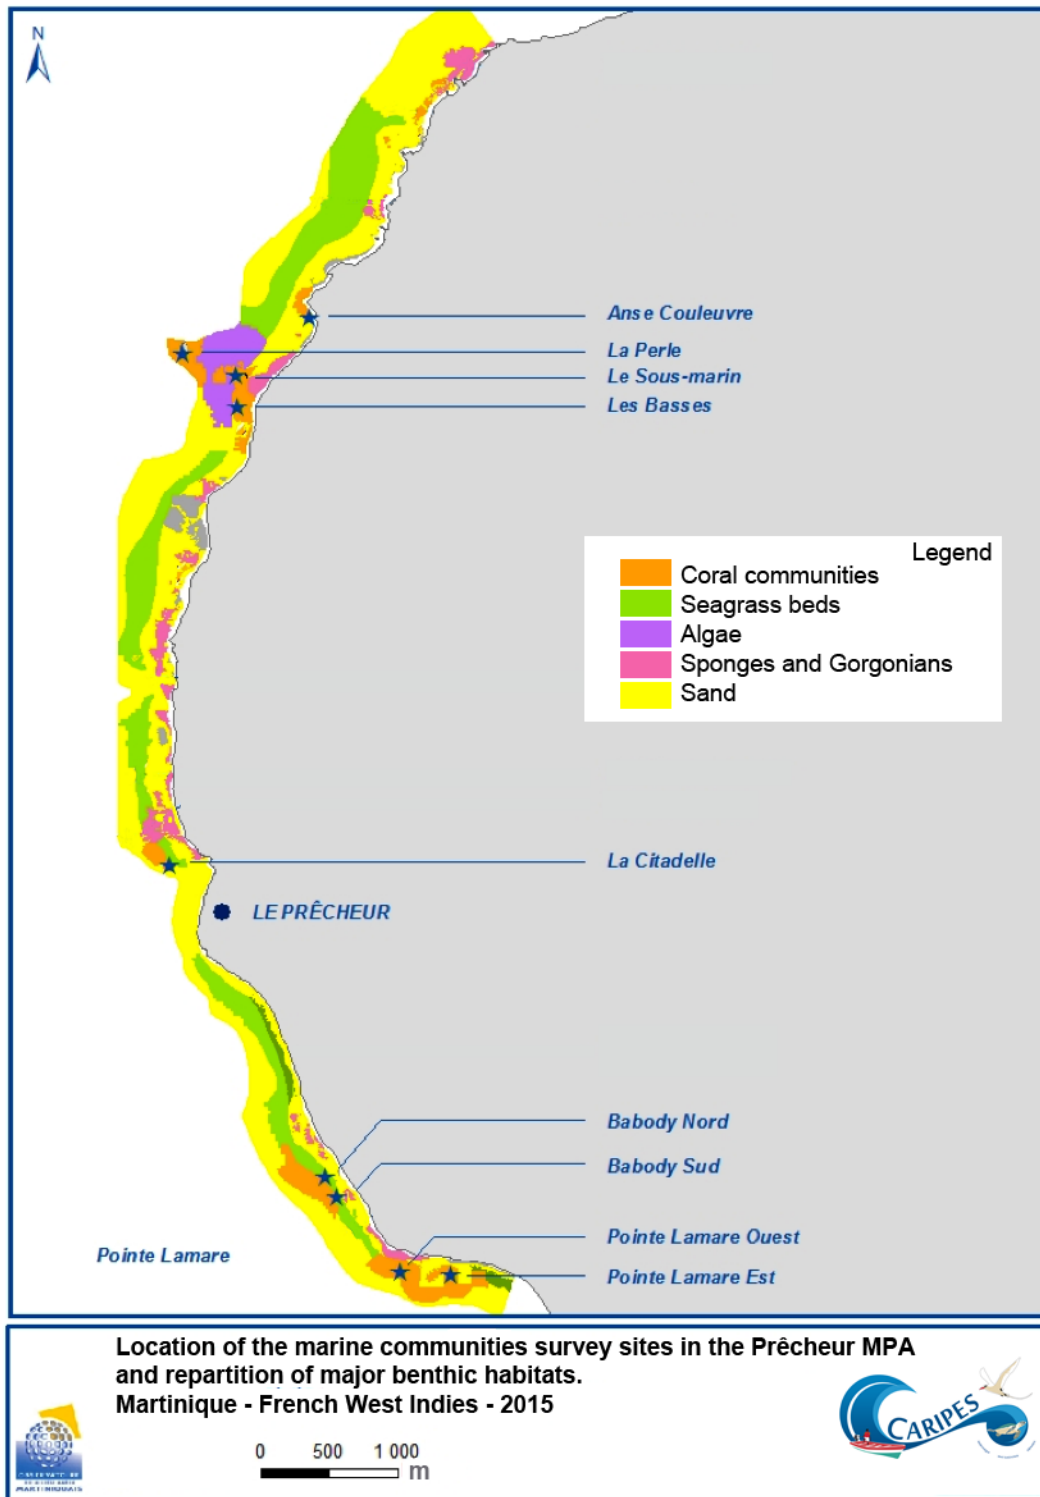 N
Anse Couleuvre
La Perle
Le Sous-marin
Les Basses
Legend
Coral communities
Seagrass beds
Algae
Sponges and Gorgonians
Sand
La Citadelle
LE PRÊCHEUR
Babody Nord
Babody Sud
Pointe Lamare
Pointe Lamare Ouest
Pointe Lamare Est
Location of the marine communities survey sites in the Prêcheur MPA
and repartition of major benthic habitats.
Martinique - French West Indies - 2015
0 500 1 000
m
CARIPES
MARTINIQUAIS